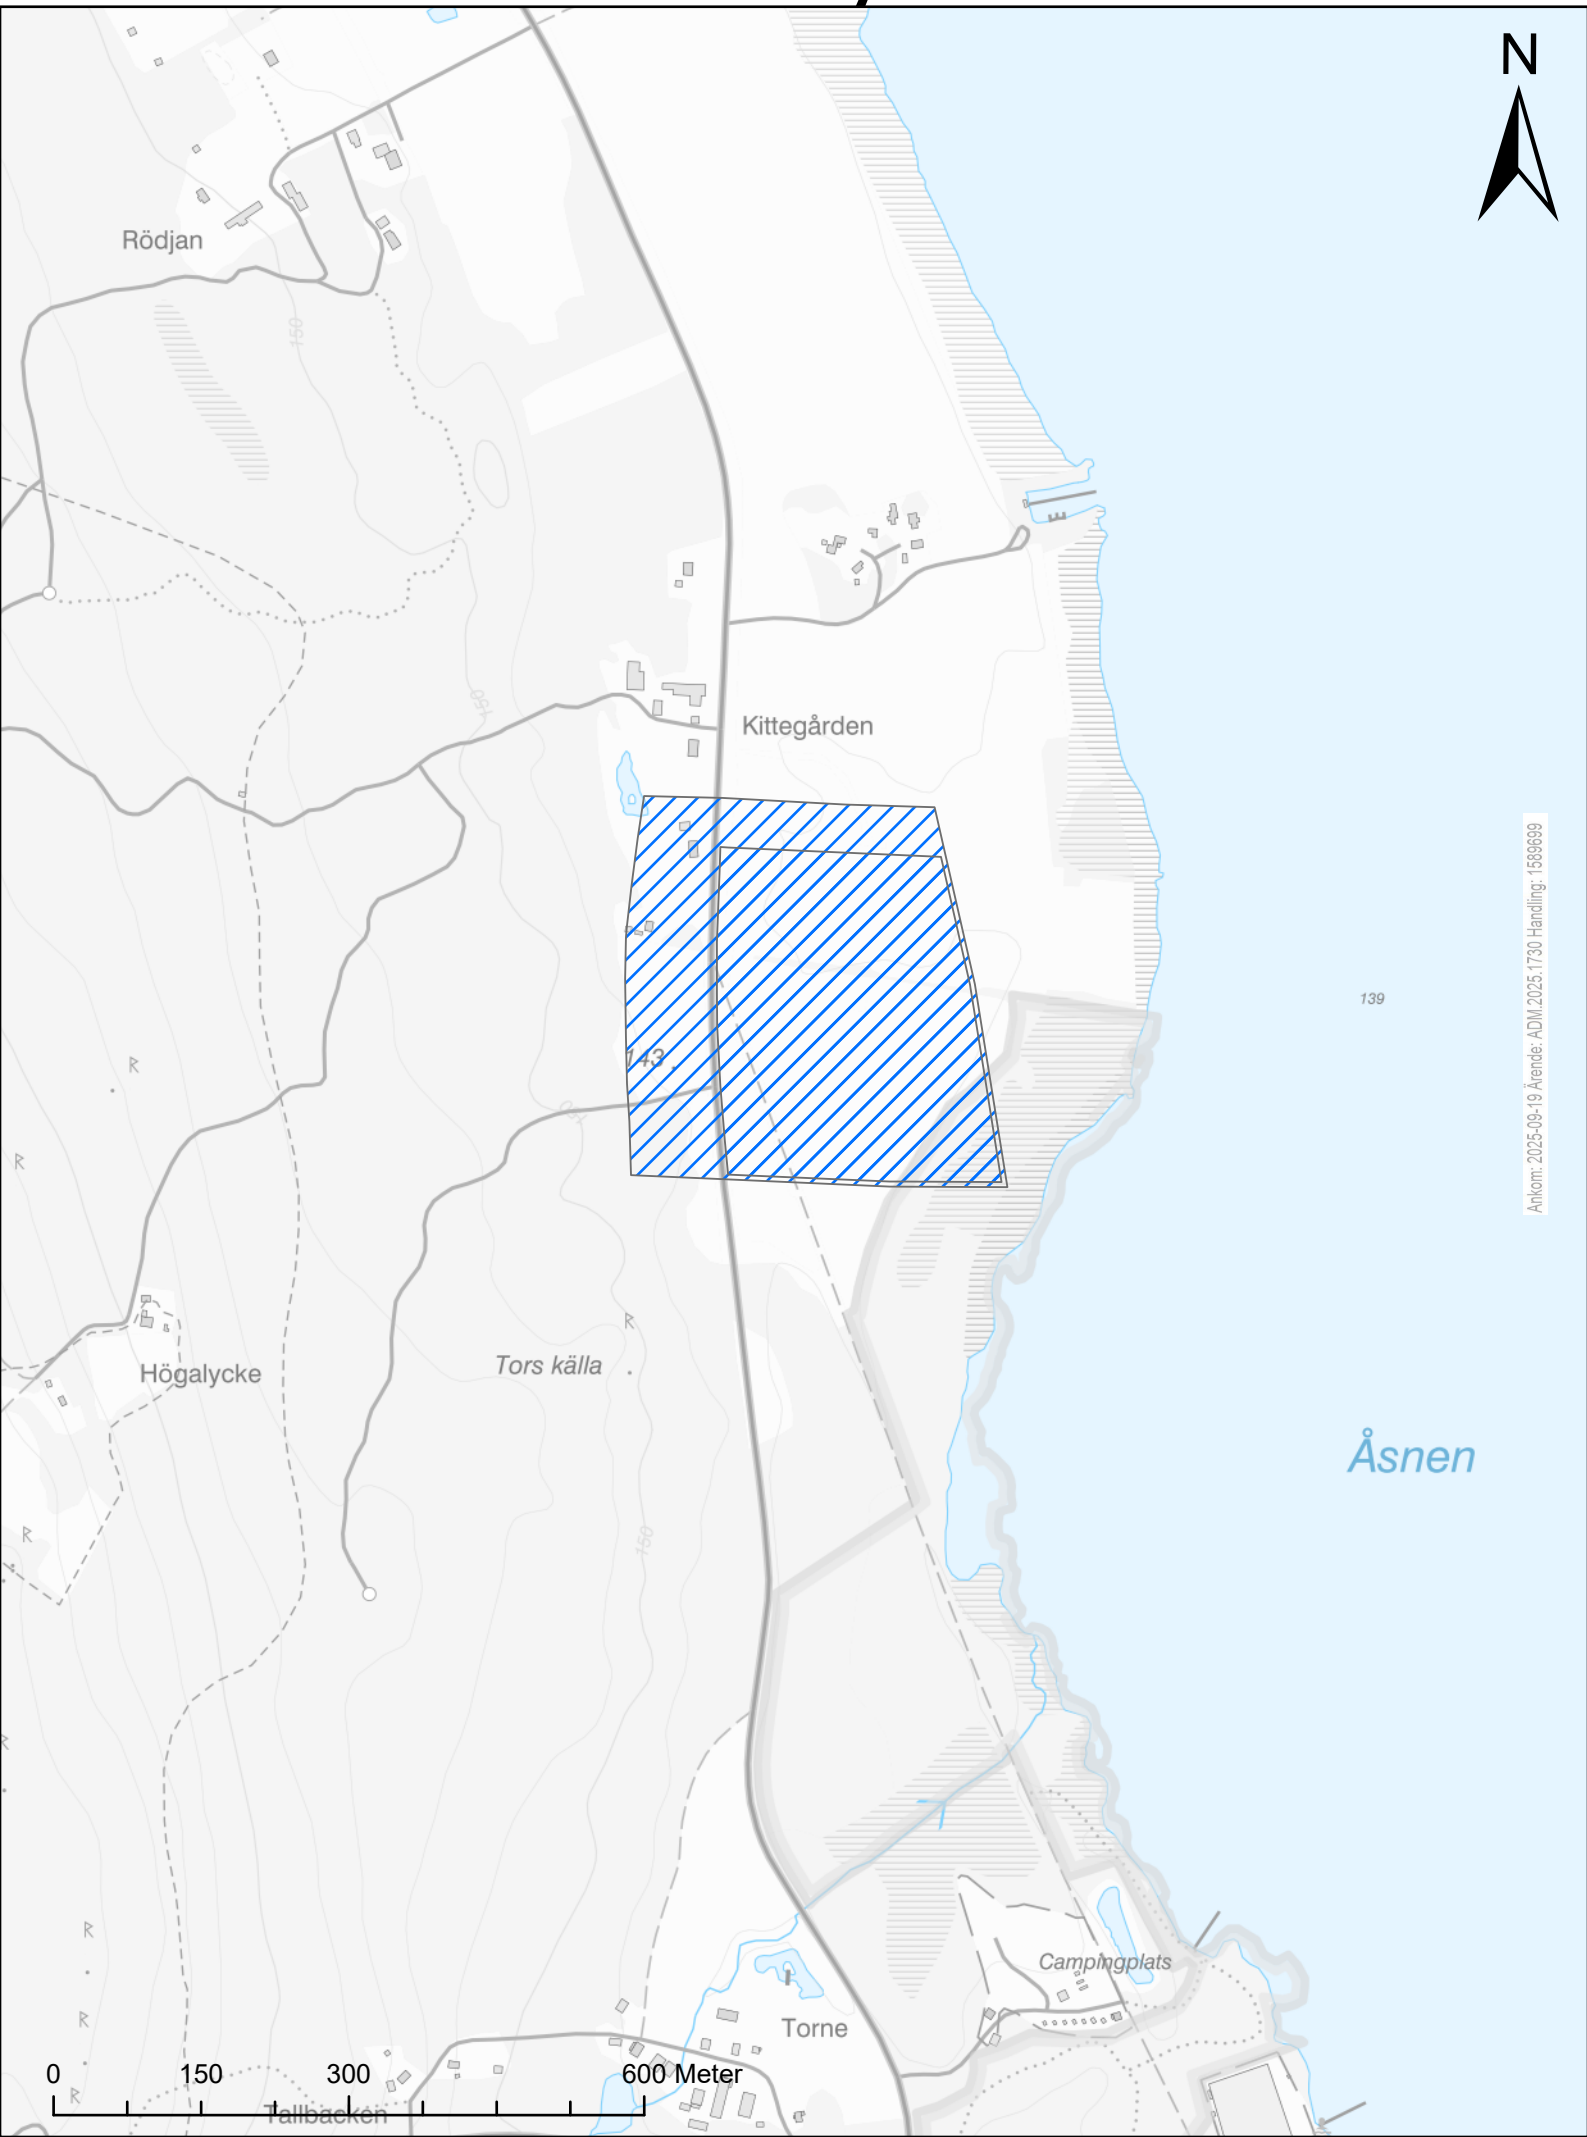 N
Rödjan
150
150
Kittegården
143
139
150
R
R
R
R
Högalycke
Tors källa
Åsnen
R
150
R
R
R
R
Campingplats
Torne
Tallbacken
0 150 300 600 Meter
Ankom: 2025-09-19 Ärende: ADM.2025.1730 Handling: 1589699